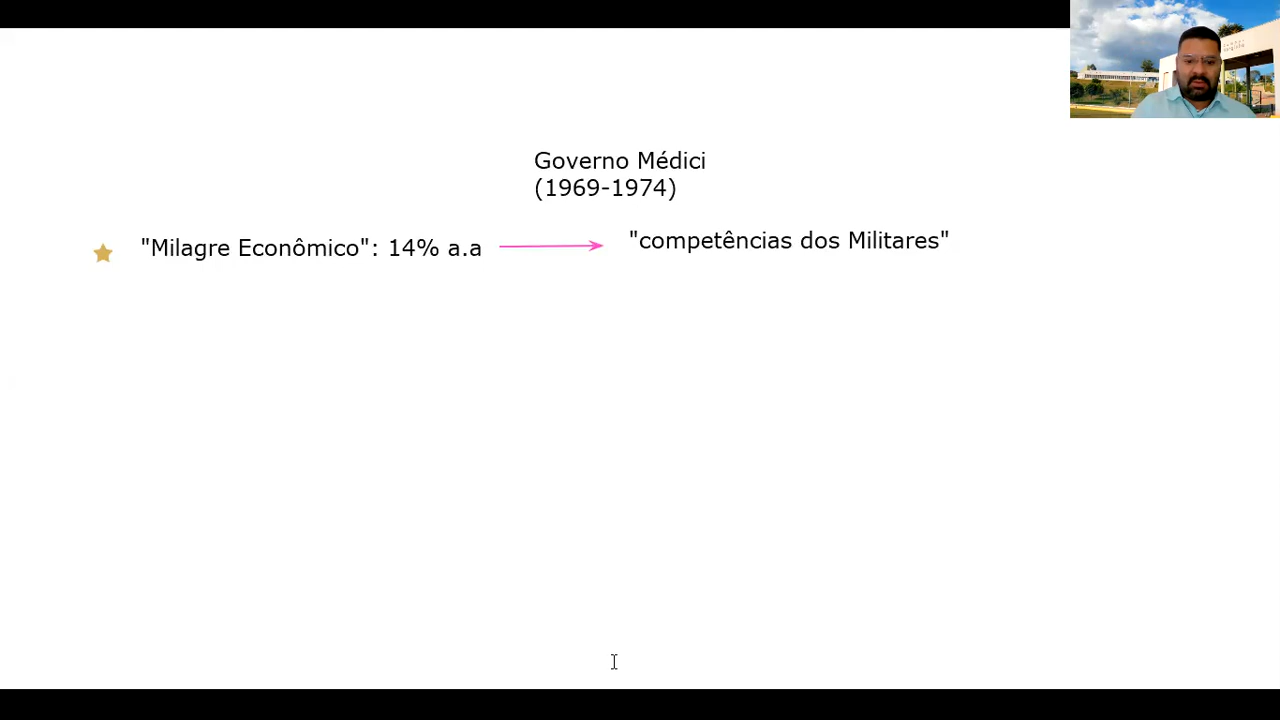 Governo Médici
(1969-1974)
"Milagre Econômico": 14% a.a
"competências dos Militares"